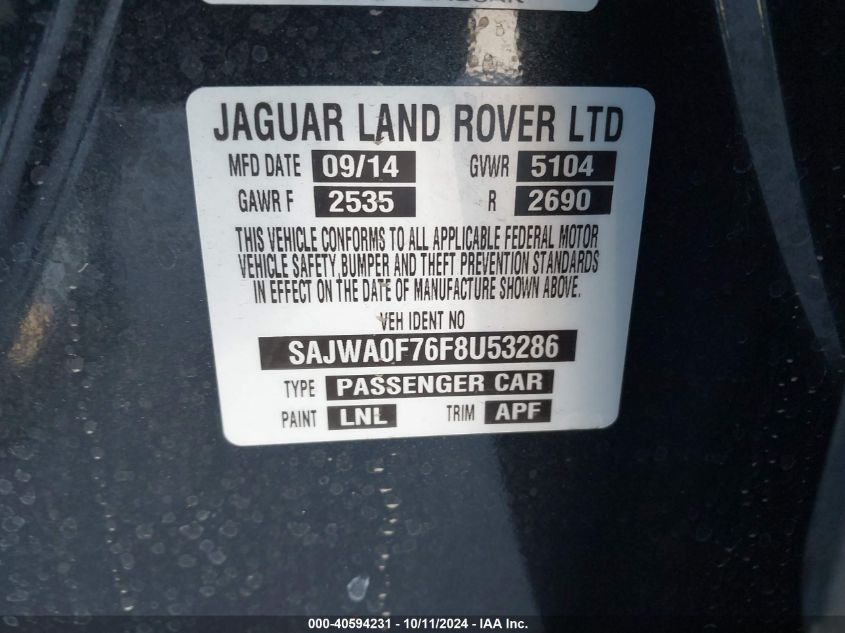 JAGUAR LAND ROVER LTD
MFD DATE 09/14 GVWR 5104
GAWR F 2535 R 2690
THIS VEHICLE CONFORMS TO ALL APPLICABLE FEDERAL MOTOR
VEHICLE SAFETY,BUMPER AND THEFT PREVENTION STANDARDS
IN EFFECT ON THE DATE OF MANUFACTURE SHOWN ABOVE.
VEH IDENT NO
SAJWA0F76F8U53286
TYPE PASSENGER CAR
PAINT LNL TRIM APF
000-40594231 - 10/11/2024 - IAA Inc.